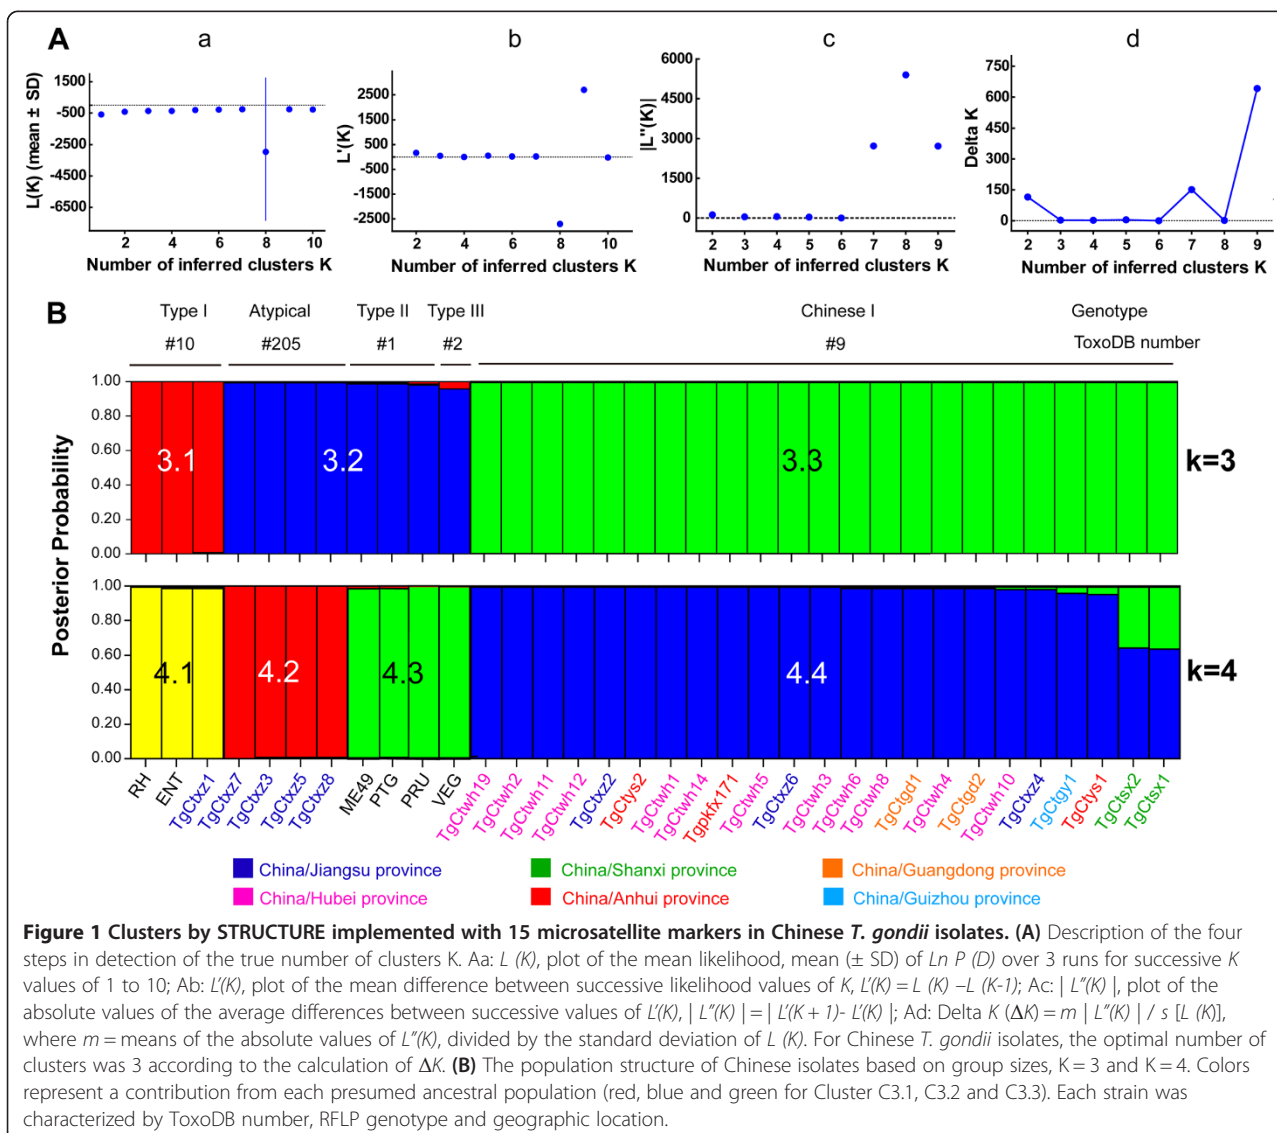 A
a
b
c
d
L(K) (mean ± SD)
1500
-500
-2500
-4500
-6500
2 4 6 8 10
Number of inferred clusters K
L'(K)
2500
500
-500
-2500
2 3 4 5 6 7 8 9 10
Number of inferred clusters K
|L''(K)|
6000
4500
3000
1500
0
2 3 4 5 6 7 8 9
Number of inferred clusters K
Delta K
750
600
450
300
150
0
2 3 4 5 6 7 8 9
Number of inferred clusters K
B
Type I Atypical Type II Type III Chinese I Genotype
#10 #205 #1 #2 #9 ToxoDB number
Posterior Probability
1.00
0.80
0.60
0.40
0.20
0.00
3.1 3.2 3.3
k=3
1.00
0.80
0.60
0.40
0.20
0.00
4.1 4.2 4.3 4.4
k=4
RH ENT TgCtxz1 TgCtxz7 TgCtxz3 TgCtxz5 TgCtxz8 ME49 PTG PRU VEG TgCtwh19 TgCtwh2 TgCtwh11 TgCtwh12 TgCtxz2 TgCtys2 TgCtwh1 TgCtwh14 Tgpkfx171 TgCtwh5 TgCtxz6 TgCtwh3 TgCtwh6 TgCtwh8 TgCtgd1 TgCtwh4 TgCtgd2 TgCtwh10 TgCtxz4 TgCtgy1 TgCtys1 TgCtsx2 TgCtsx1
China/Jiangsu province China/Shanxi province China/Guangdong province
China/Hubei province China/Anhui province China/Guizhou province
Figure 1 Clusters by STRUCTURE implemented with 15 microsatellite markers in Chinese T. gondii isolates. (A) Description of the four
steps in detection of the true number of clusters K. Aa: L (K), plot of the mean likelihood, mean (± SD) of Ln P (D) over 3 runs for successive K
values of 1 to 10; Ab: L'(K), plot of the mean difference between successive likelihood values of K, L'(K) = L (K) –L (K-1); Ac: | L''(K) |, plot of the
absolute values of the average differences between successive values of L'(K), | L''(K) | = | L'(K + 1)- L'(K) |; Ad: Delta K (ΔK) = m | L''(K) | / s [L (K)],
where m = means of the absolute values of L''(K), divided by the standard deviation of L (K). For Chinese T. gondii isolates, the optimal number of
clusters was 3 according to the calculation of ΔK. (B) The population structure of Chinese isolates based on group sizes, K = 3 and K = 4. Colors
represent a contribution from each presumed ancestral population (red, blue and green for Cluster C3.1, C3.2 and C3.3). Each strain was
characterized by ToxoDB number, RFLP genotype and geographic location.